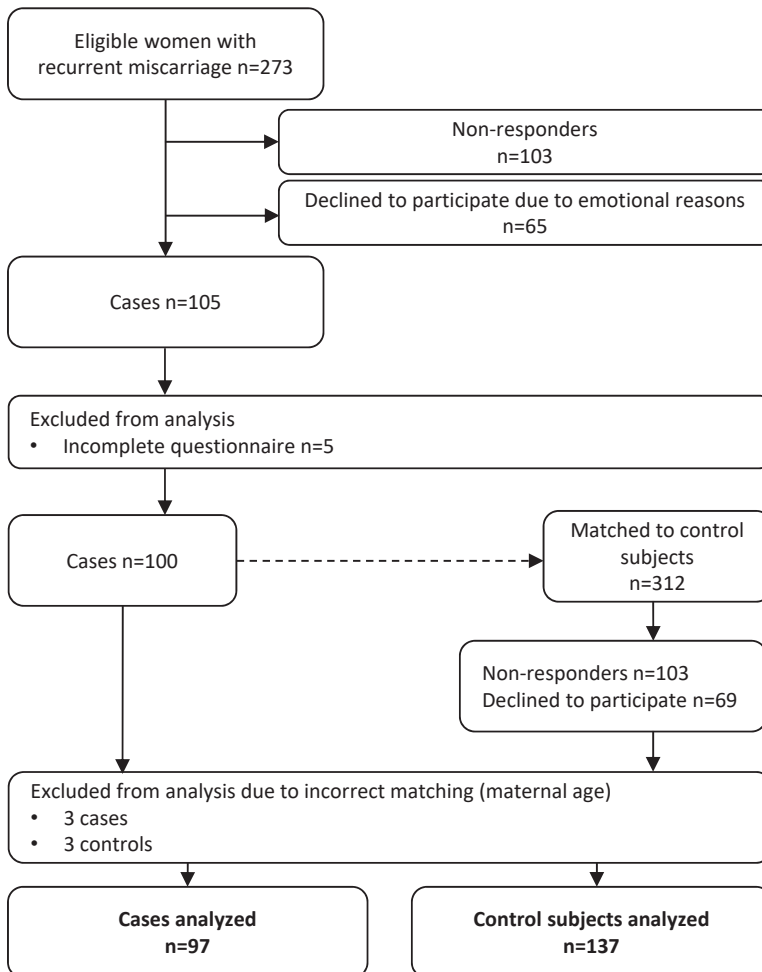 Eligible women with
recurrent miscarriage n=273
Non-responders
n=103
Declined to participate due to emotional reasons
n=65
Cases n=105
Excluded from analysis
• Incomplete questionnaire n=5
Cases n=100
Matched to control
subjects
n=312
Non-responders n=103
Declined to participate n=69
Excluded from analysis due to incorrect matching (maternal age)
• 3 cases
• 3 controls
Cases analyzed
n=97
Control subjects analyzed
n=137